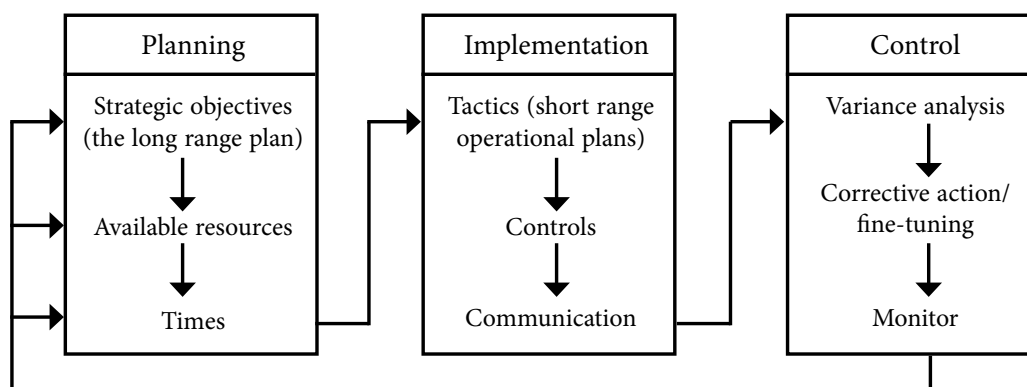 Planning
Strategic objectives
(the long range plan)
Available resources
Times
Implementation
Tactics (short range
operational plans)
Controls
Communication
Control
Variance analysis
Corrective action/
fine-tuning
Monitor